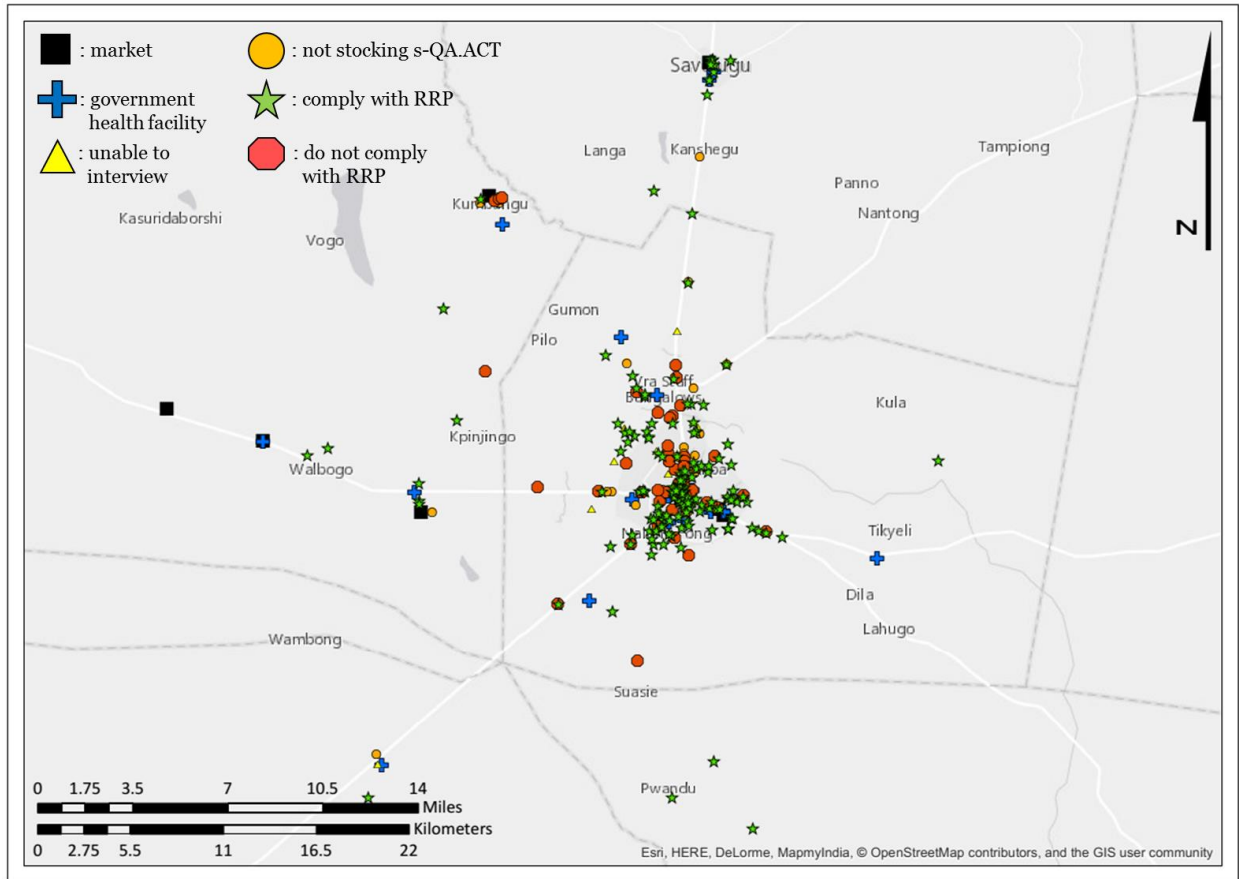 : market
: not stocking s-QA.ACT
: government
health facility
: comply with RRP
: unable to
interview
: do not comply
with RRP
N
Langa
Kanshegu
Tampiong
Panno
Nantong
Kasuridaborshi
Vogo
Gumon
Pilo
Vra Staff
Bungalows
Kula
Kpinjingo
Walbogo
Tikyeli
Dila
Lahugo
Wambong
Suasie
Pwandu
0 1.75 3.5 7 10.5 14
Miles
Kilometers
0 2.75 5.5 11 16.5 22
Esri, HERE, DeLorme, MapmyIndia, © OpenStreetMap contributors, and the GIS user community